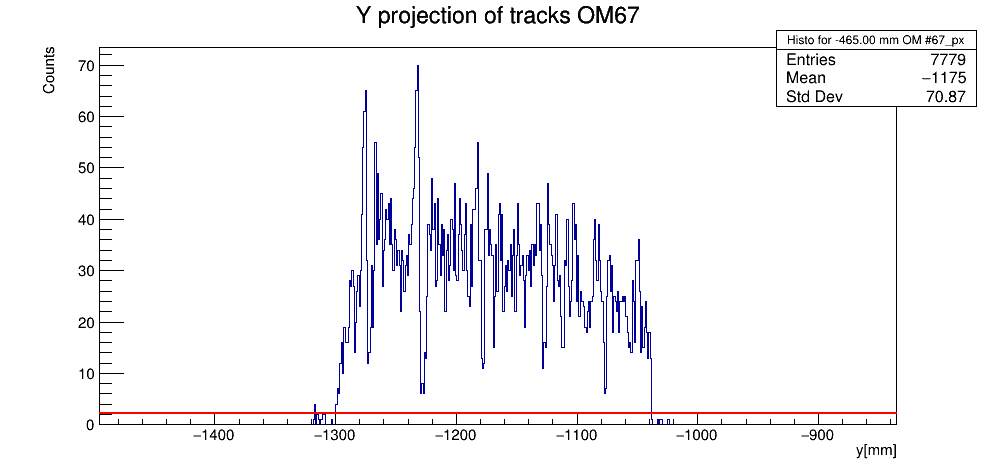 Y projection of tracks OM67
Histo for -465.00 mm OM #67_px
Entries 7779
Mean −1175
Std Dev 70.87
Counts
70
60
50
40
30
20
10
0
−1400 −1300 −1200 −1100 −1000 −900
y[mm]